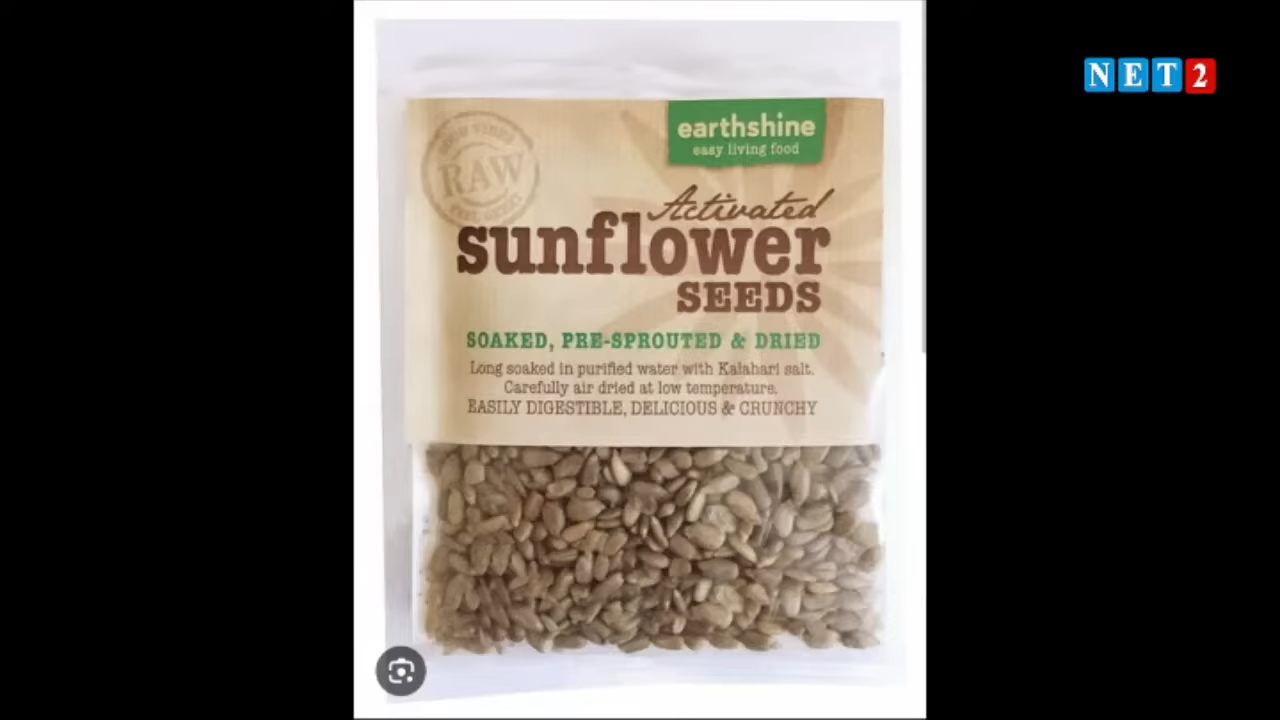 NET2
earthshine
easy living food
RAW
Activated
sunflower
SEEDS
SOAKED, PRE-SPROUTED & DRIED
Long soaked in purified water with Kalahari salt.
Carefully air dried at low temperature.
EASILY DIGESTIBLE, DELICIOUS & CRUNCHY